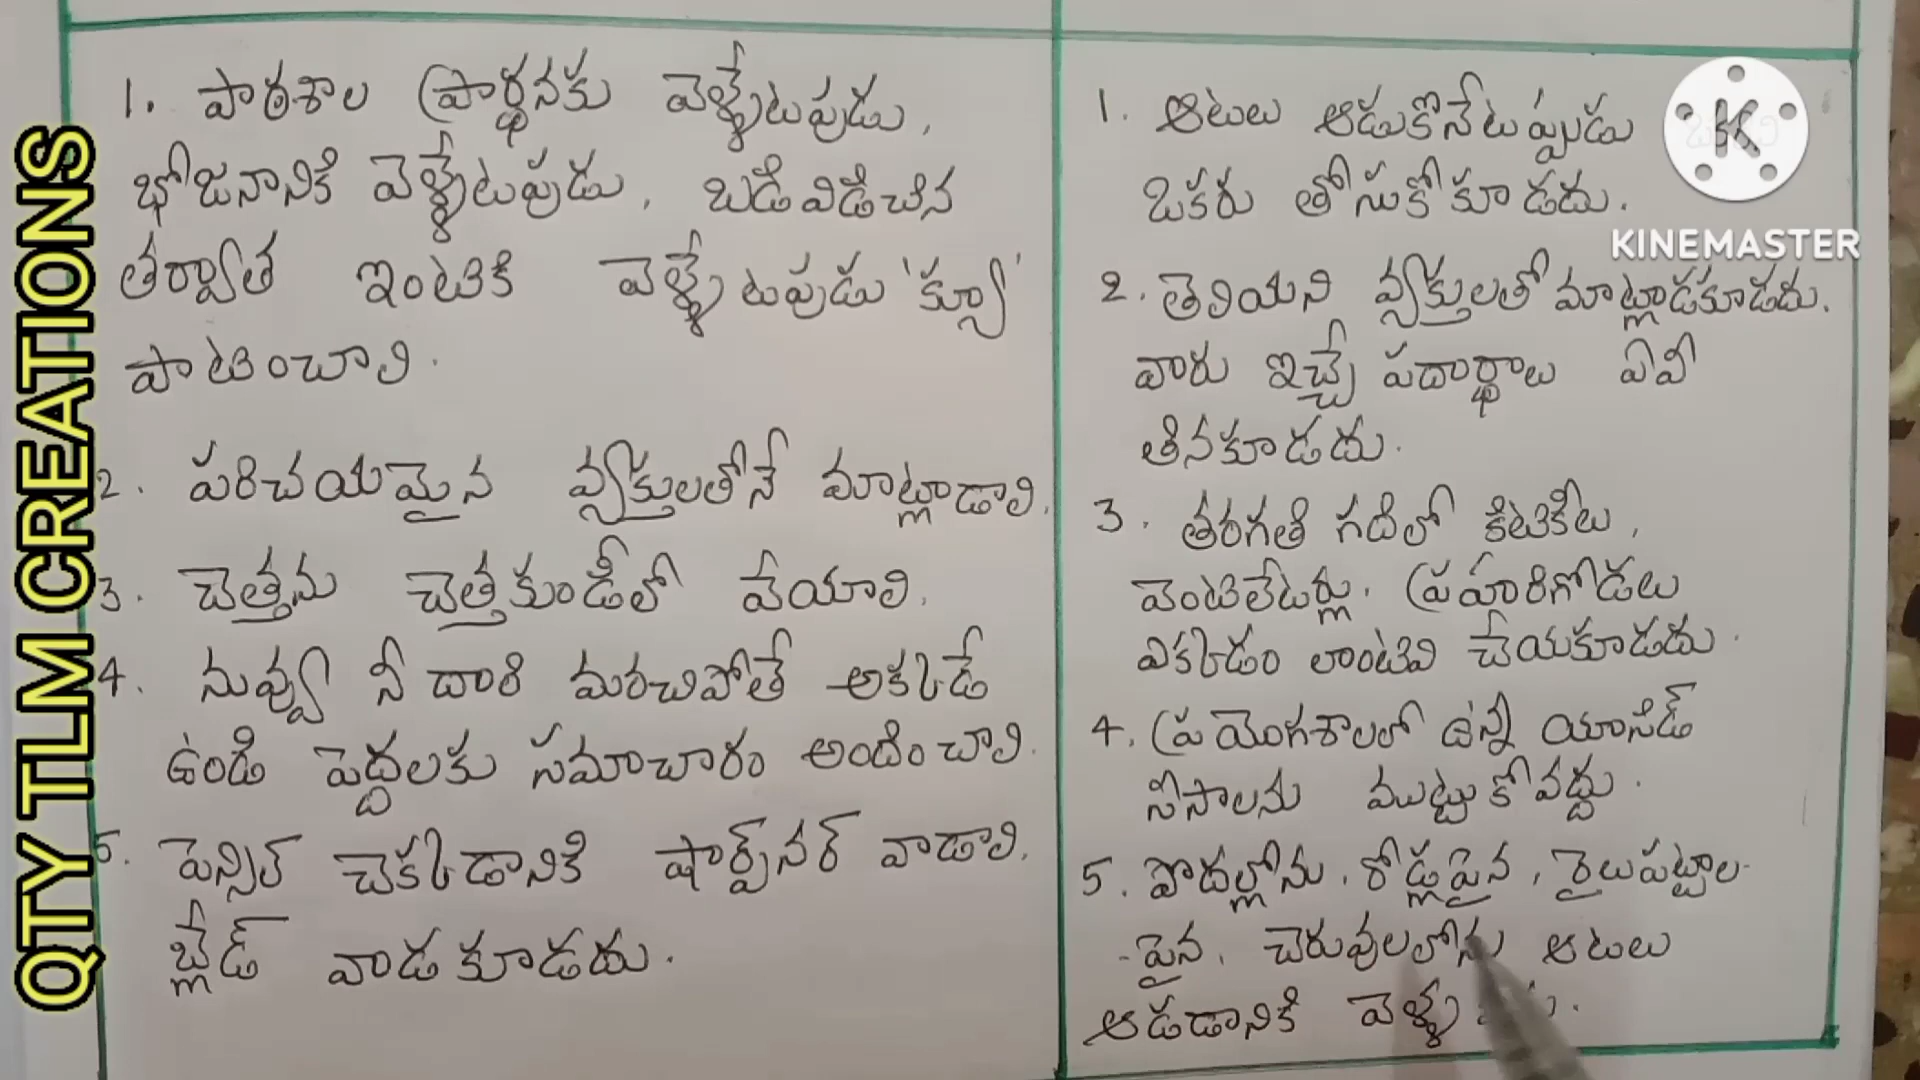 QTY TLM CREATIONS
1. పాఠశాల ప్రార్థనకు వెళ్ళేటపుడు,
భోజనానికి వెళ్ళేటపుడు, బడి విడిచిన
తర్వాత ఇంటికి వెళ్ళేటపుడు 'క్యూ'
పాటించాలి.
2. పరిచయమైన వ్యక్తులతోనే మాట్లాడాలి.
3. చెత్తను చెత్తకుండీలో వేయాలి.
4. నువ్వు నీ దారి మరచిపోతే అక్కడే
ఉండి పెద్దలకు సమాచారం అందించాలి.
5. పెన్సిల్ చెక్కడానికి షార్ప్‌నర్ వాడాలి.
బ్లేడ్ వాడకూడదు.
1. ఆటలు ఆడుకొనేటప్పుడు
ఒకరు తోసుకోకూడదు.
KINEMASTER
2. తెలియని వ్యక్తులతో మాట్లాడకూడదు.
వారు ఇచ్చే పదార్థాలు ఏవీ
తినకూడదు.
3. తరగతి గదిలో కిటికీలు,
వెంటిలేటర్లు, ప్రహరిగోడలు
ఎక్కడం లాంటివి చేయకూడదు.
4. ప్రయోగశాలలో ఉన్న యాసిడ్
సీసాలను ముట్టుకోవద్దు.
5. పొదల్లోను, రోడ్లపైన, రైలుపట్టాల-
-పైన, చెరువులలోను ఆటలు
ఆడడానికి